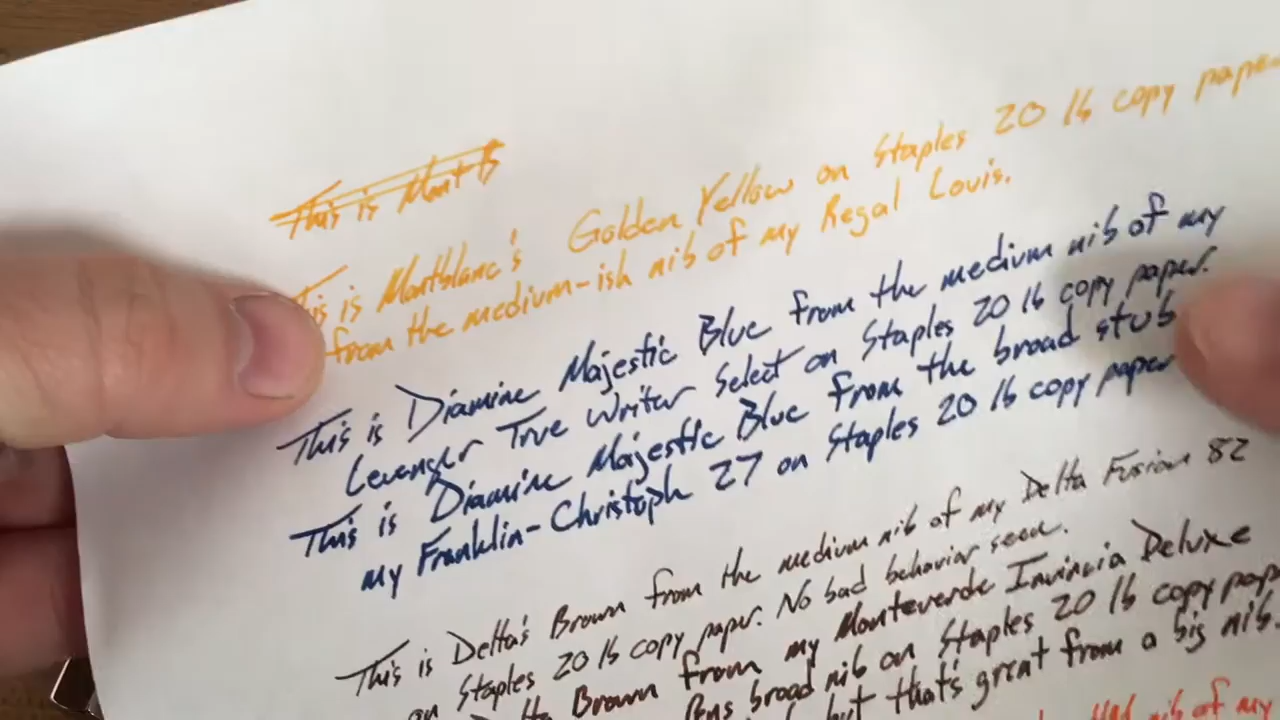 This is Mont B
This is Montblanc's Golden Yellow on Staples 20 lb copy paper
from the medium-ish nib of my Regal Louis.
This is Diamine Majestic Blue from the medium nib of my
Levenger True Writer Select on Staples 20 lb copy paper.
This is Diamine Majestic Blue from the broad stub
my Franklin-Christoph 27 on Staples 20 lb copy paper
This is Delta's Brown from the medium nib of my Delta Fusion 82
on Staples 20 lb copy paper. No bad behavior seen.
Brown from my Monteverde Invincia Deluxe
broad nib on Staples 20 lb copy pap
but that's great from a big nib.
nib of my